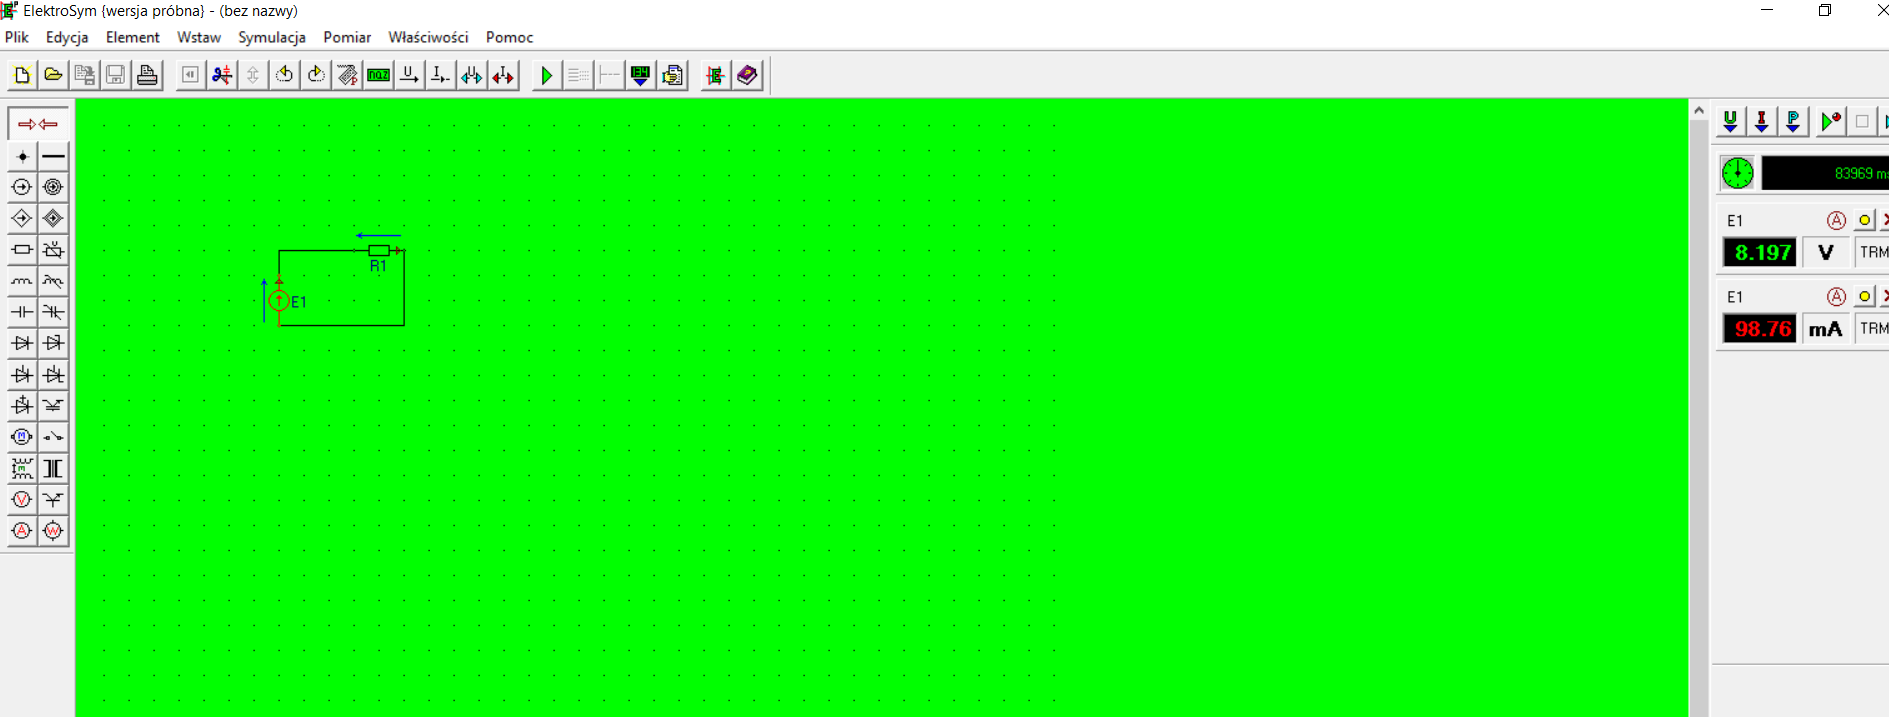 ElektroSym {wersja próbna} - (bez nazwy)
Plik Edycja Element Wstaw Symulacja Pomiar Właściwości Pomoc
U I P
83969 m
E1 A
8.197 V TRM
E1 A
98.76 mA TRM
R1
E1